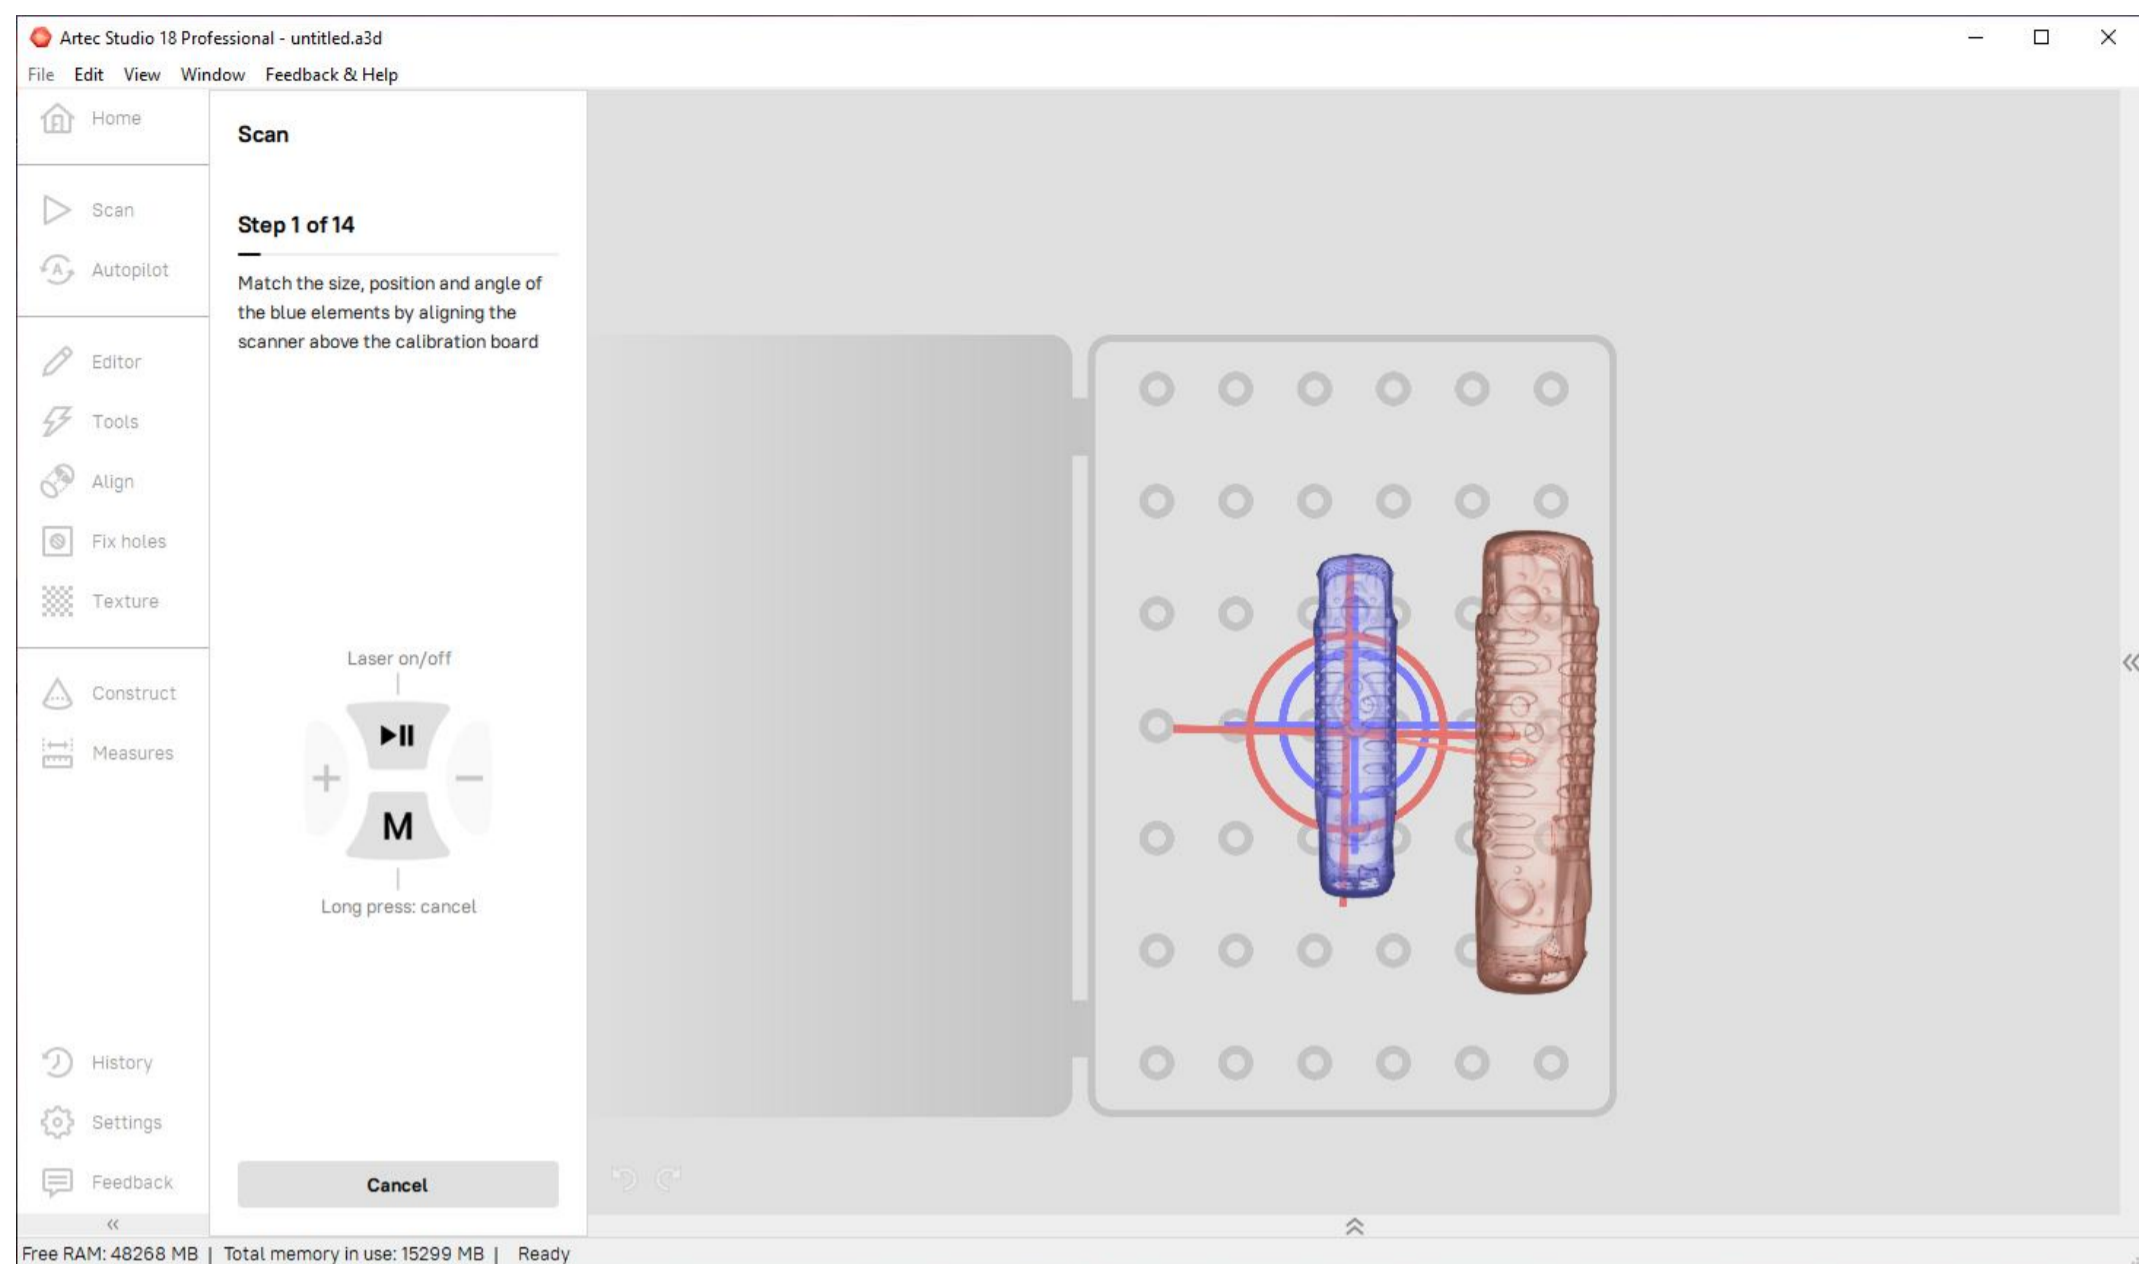 Artec Studio 18 Professional - untitled.a3d
File Edit View Window Feedback & Help
Home
Scan
Autopilot
Editor
Tools
Align
Fix holes
Texture
Construct
Measures
History
Settings
Feedback
Scan
Step 1 of 14
Match the size, position and angle of
the blue elements by aligning the
scanner above the calibration board
Laser on/off
M
Long press: cancel
Cancel
Free RAM: 48268 MB | Total memory in use: 15299 MB | Ready